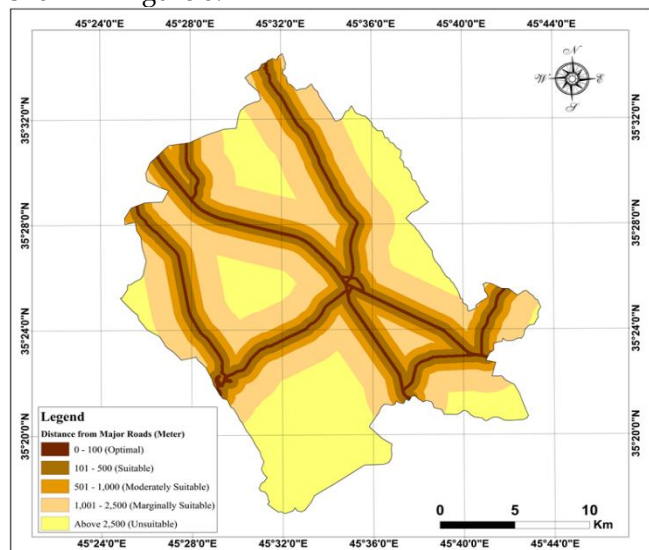 45°24'0"E 45°28'0"E 45°32'0"E 45°36'0"E 45°40'0"E 45°44'0"E
N
W E
S
35°32'0"N 35°32'0"N
35°28'0"N 35°28'0"N
35°24'0"N 35°24'0"N
35°20'0"N 35°20'0"N
Legend
Distance from Major Roads (Meter)
0 - 100 (Optimal)
101 - 500 (Suitable)
501 - 1,000 (Moderately Suitable)
1,001 - 2,500 (Marginally Suitable)
Above 2,500 (Unsuitable)
0 5 10
Km
45°24'0"E 45°28'0"E 45°32'0"E 45°36'0"E 45°40'0"E 45°44'0"E